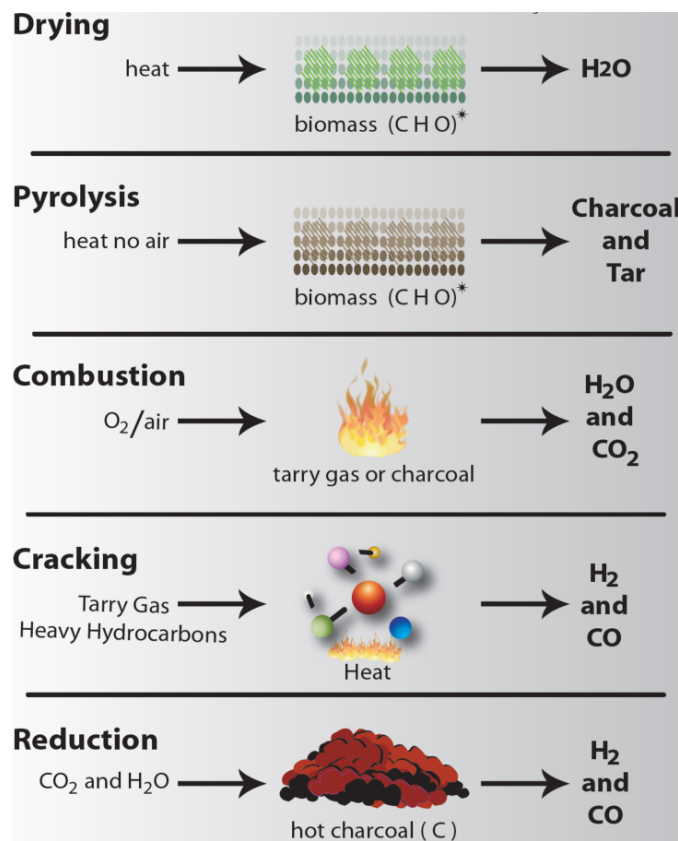 Drying
heat
H2O
biomass (C H O)*
Pyrolysis
heat no air
Charcoal
and
Tar
biomass (C H O)*
Combustion
O₂/air
H₂O
and
CO₂
tarry gas or charcoal
Cracking
Tarry Gas
Heavy Hydrocarbons
H₂
and
CO
Heat
Reduction
CO₂ and H₂O
H₂
and
CO
hot charcoal ( C )